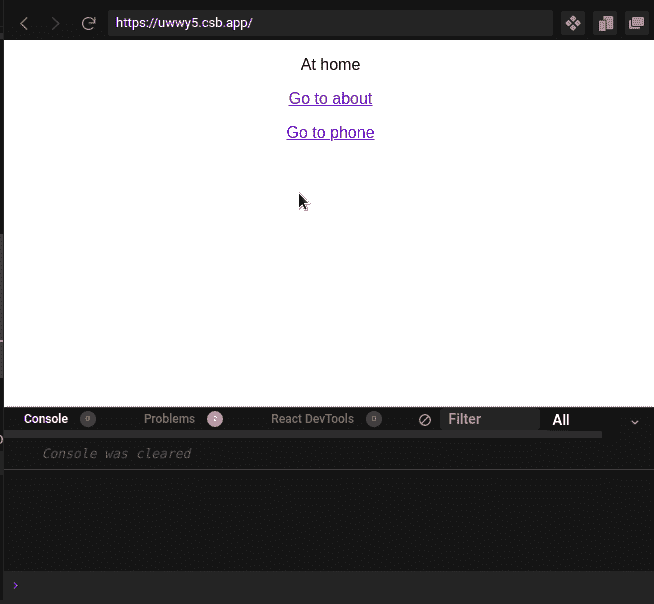 https://uwwy5.csb.app/
At home
Go to about
Go to phone
Console 0 Problems React DevTools 0 Filter All
Console was cleared